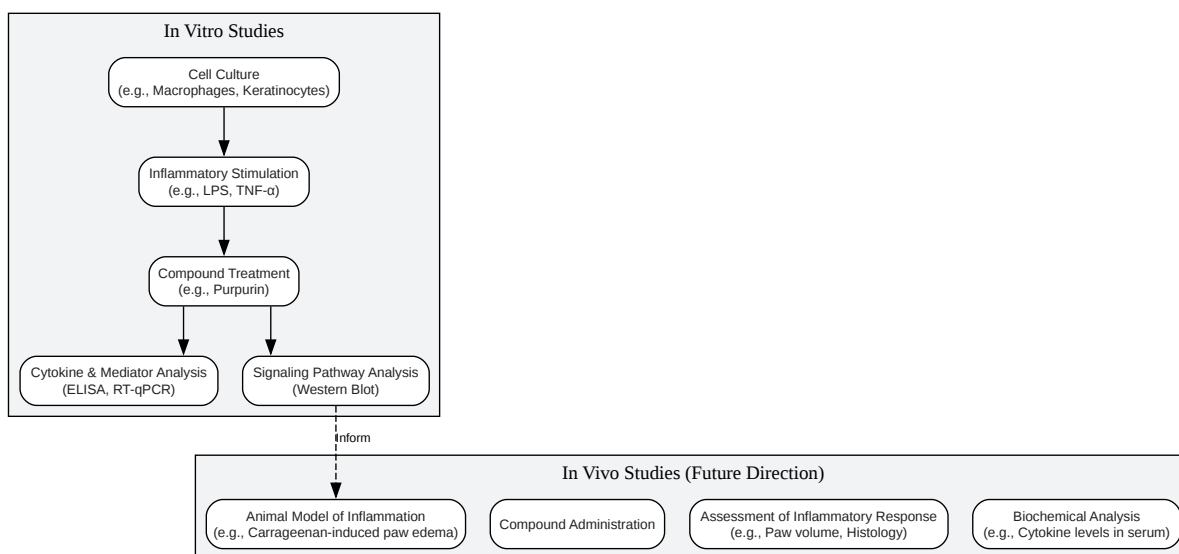 In Vitro Studies
Cell Culture
(e.g., Macrophages, Keratinocytes)
Inflammatory Stimulation
(e.g., LPS, TNF-α)
Compound Treatment
(e.g., Purpurin)
Cytokine & Mediator Analysis
(ELISA, RT-qPCR)
Signaling Pathway Analysis
(Western Blot)
Inform
In Vivo Studies (Future Direction)
Animal Model of Inflammation
(e.g., Carrageenan-induced paw edema)
Compound Administration
Assessment of Inflammatory Response
(e.g., Paw volume, Histology)
Biochemical Analysis
(e.g., Cytokine levels in serum)